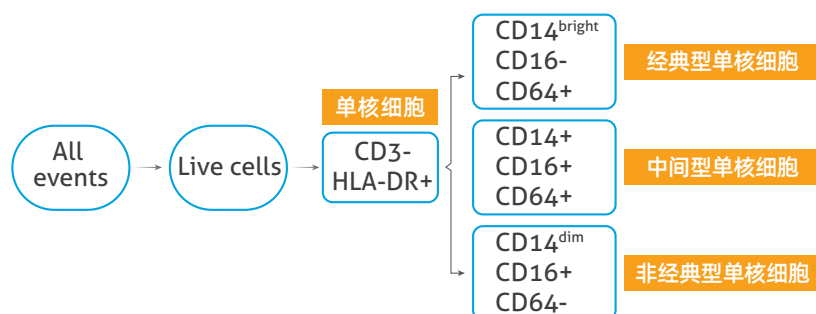 All
events
Live cells
单核细胞
CD3-
HLA-DR+
CD14bright
CD16-
CD64+
经典型单核细胞
CD14+
CD16+
CD64+
中间型单核细胞
CD14dim
CD16+
CD64-
非经典型单核细胞